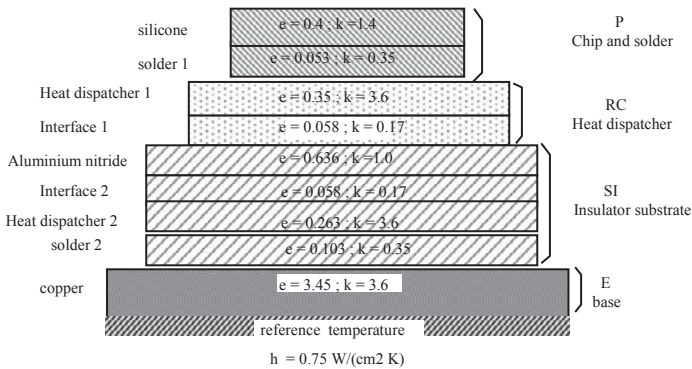 silicone e = 0.4 ; k =1.4 P
Chip and solder
solder 1 e = 0.053 ; k = 0.35
Heat dispatcher 1 e = 0.35 ; k = 3.6 RC
Heat dispatcher
Interface 1 e = 0.058 ; k = 0.17
Aluminium nitride e = 0.636 ; k =1.0
Interface 2 e = 0.058 ; k = 0.17 SI
Insulator substrate
Heat dispatcher 2 e = 0.263 ; k = 3.6
solder 2 e = 0.103 ; k = 0.35
copper e = 3.45 ; k = 3.6 E
base
reference temperature
h = 0.75 W/(cm2 K)